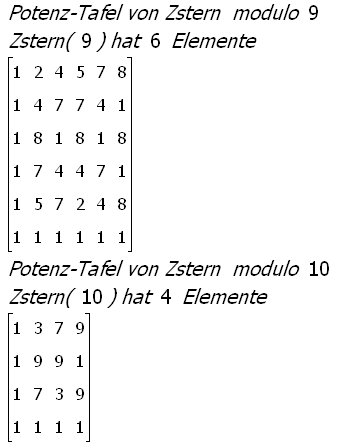 Potenz-Tafel von Zstern modulo 9
Zstern( 9 ) hat 6 Elemente
1 2 4 5 7 8
1 4 7 7 4 1
1 8 1 8 1 8
1 7 4 4 7 1
1 5 7 2 4 8
1 1 1 1 1 1
Potenz-Tafel von Zstern modulo 10
Zstern( 10 ) hat 4 Elemente
1 3 7 9
1 9 9 1
1 7 3 9
1 1 1 1